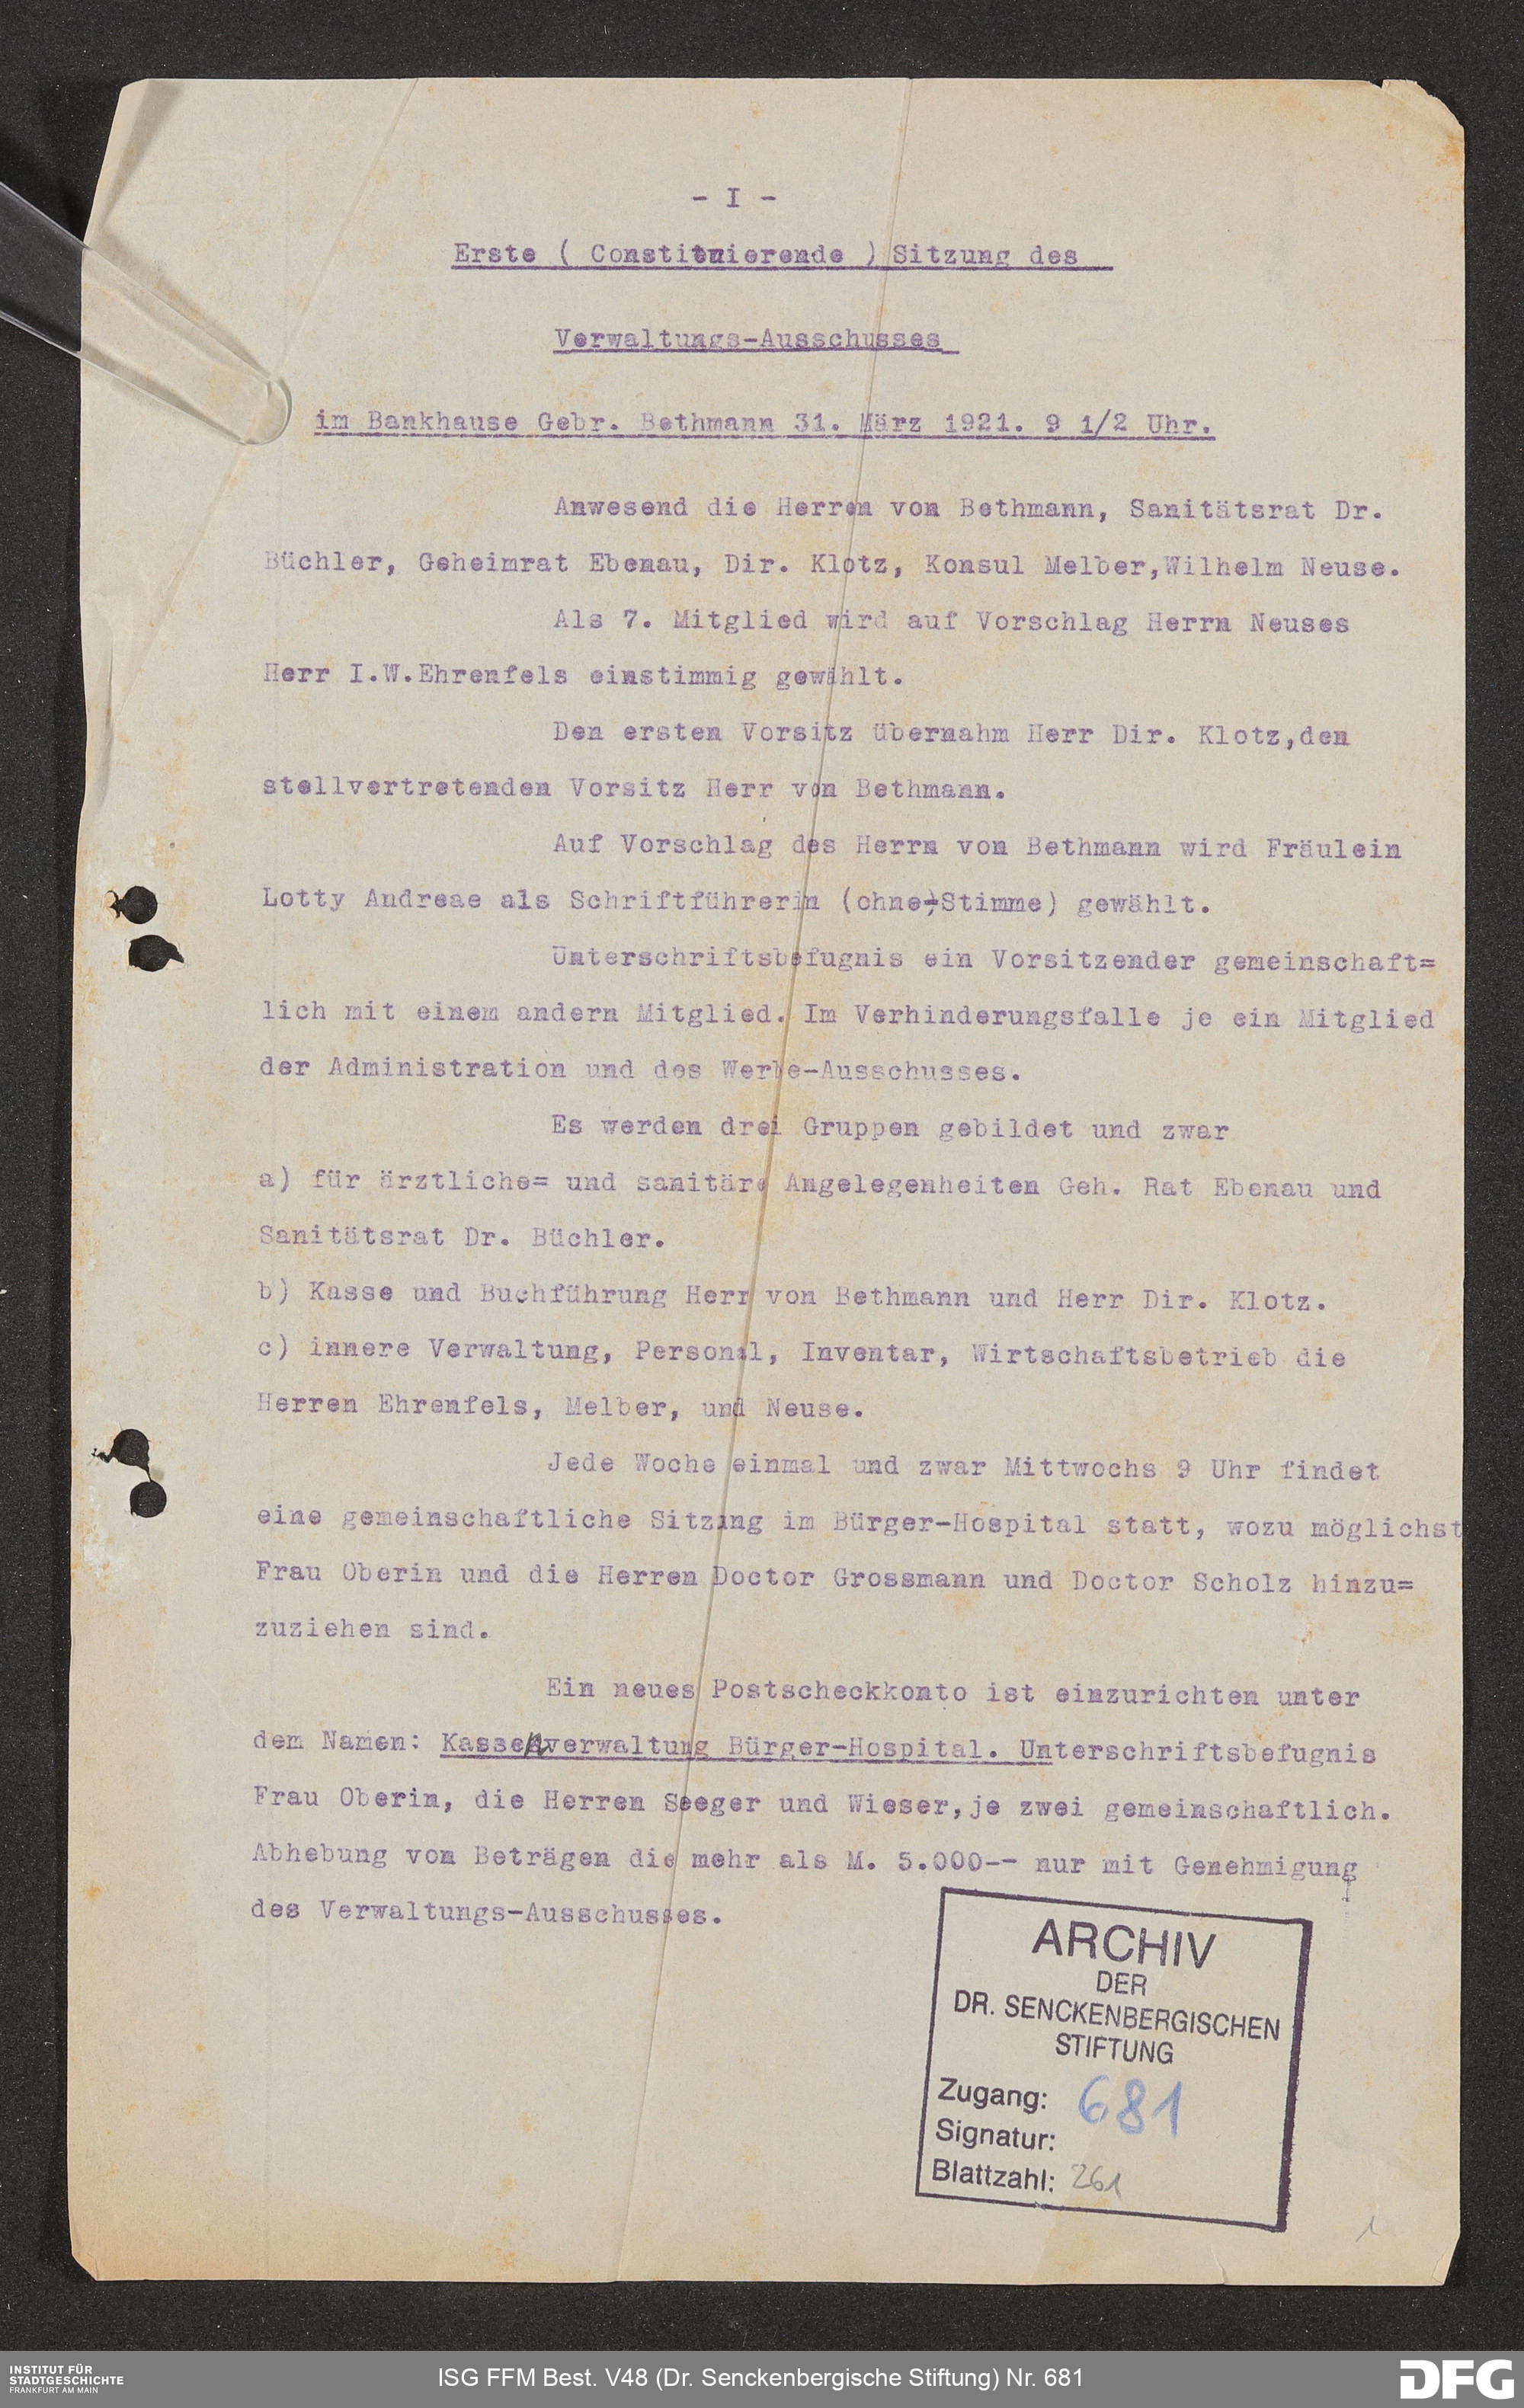 - I -
Erste ( Constituierende ) Sitzung des
Verwaltungs-Ausschusses
im Bankhause Gebr. Bethmann 31. März 1921. 9 1/2 Uhr.
Anwesend die Herren von Bethmann, Sanitätsrat Dr.
Büchler, Geheimrat Ebenau, Dir. Klotz, Konsul Melber,Wilhelm Neuse.
Als 7. Mitglied wird auf Vorschlag Herrn Neuses
Herr I.W.Ehrenfels einstimmig gewählt.
Den ersten Vorsitz übernahm Herr Dir. Klotz,den
stellvertretenden Vorsitz Herr von Bethmann.
Auf Vorschlag des Herrn von Bethmann wird Fräulein
Lotty Andreae als Schriftführerin (ohne Stimme) gewählt.
Unterschriftsbefugnis ein Vorsitzender gemeinschaft=
lich mit einem andern Mitglied. Im Verhinderungsfalle je ein Mitglied
der Administration und des Werbe-Ausschusses.
Es werden drei Gruppen gebildet und zwar
a) für ärztliche= und sanitäre Angelegenheiten Geh. Rat Ebenau und
Sanitätsrat Dr. Büchler.
b) Kasse und Buchführung Herr von Bethmann und Herr Dir. Klotz.
c) innere Verwaltung, Personal, Inventar, Wirtschaftsbetrieb die
Herren Ehrenfels, Melber, und Neuse.
Jede Woche einmal und zwar Mittwochs 9 Uhr findet
eine gemeinschaftliche Sitzung im Bürger-Hospital statt, wozu möglichst
Frau Oberin und die Herren Doctor Grossmann und Doctor Scholz hinzu=
zuziehen sind.
Ein neues Postscheckkonto ist einzurichten unter
dem Namen: Kassenverwaltung Bürger-Hospital. Unterschriftsbefugnis
Frau Oberin, die Herren Seeger und Wieser,je zwei gemeinschaftlich.
Abhebung von Beträgen die mehr als M. 5.000-- nur mit Genehmigung
des Verwaltungs-Ausschusses.
ARCHIV
DER
DR. SENCKENBERGISCHEN
STIFTUNG
Zugang: 681
Signatur:
Blattzahl: 261
1
INSTITUT FÜR
STADTGESCHICHTE
FRANKFURT AM MAIN
ISG FFM Best. V48 (Dr. Senckenbergische Stiftung) Nr. 681
DFG